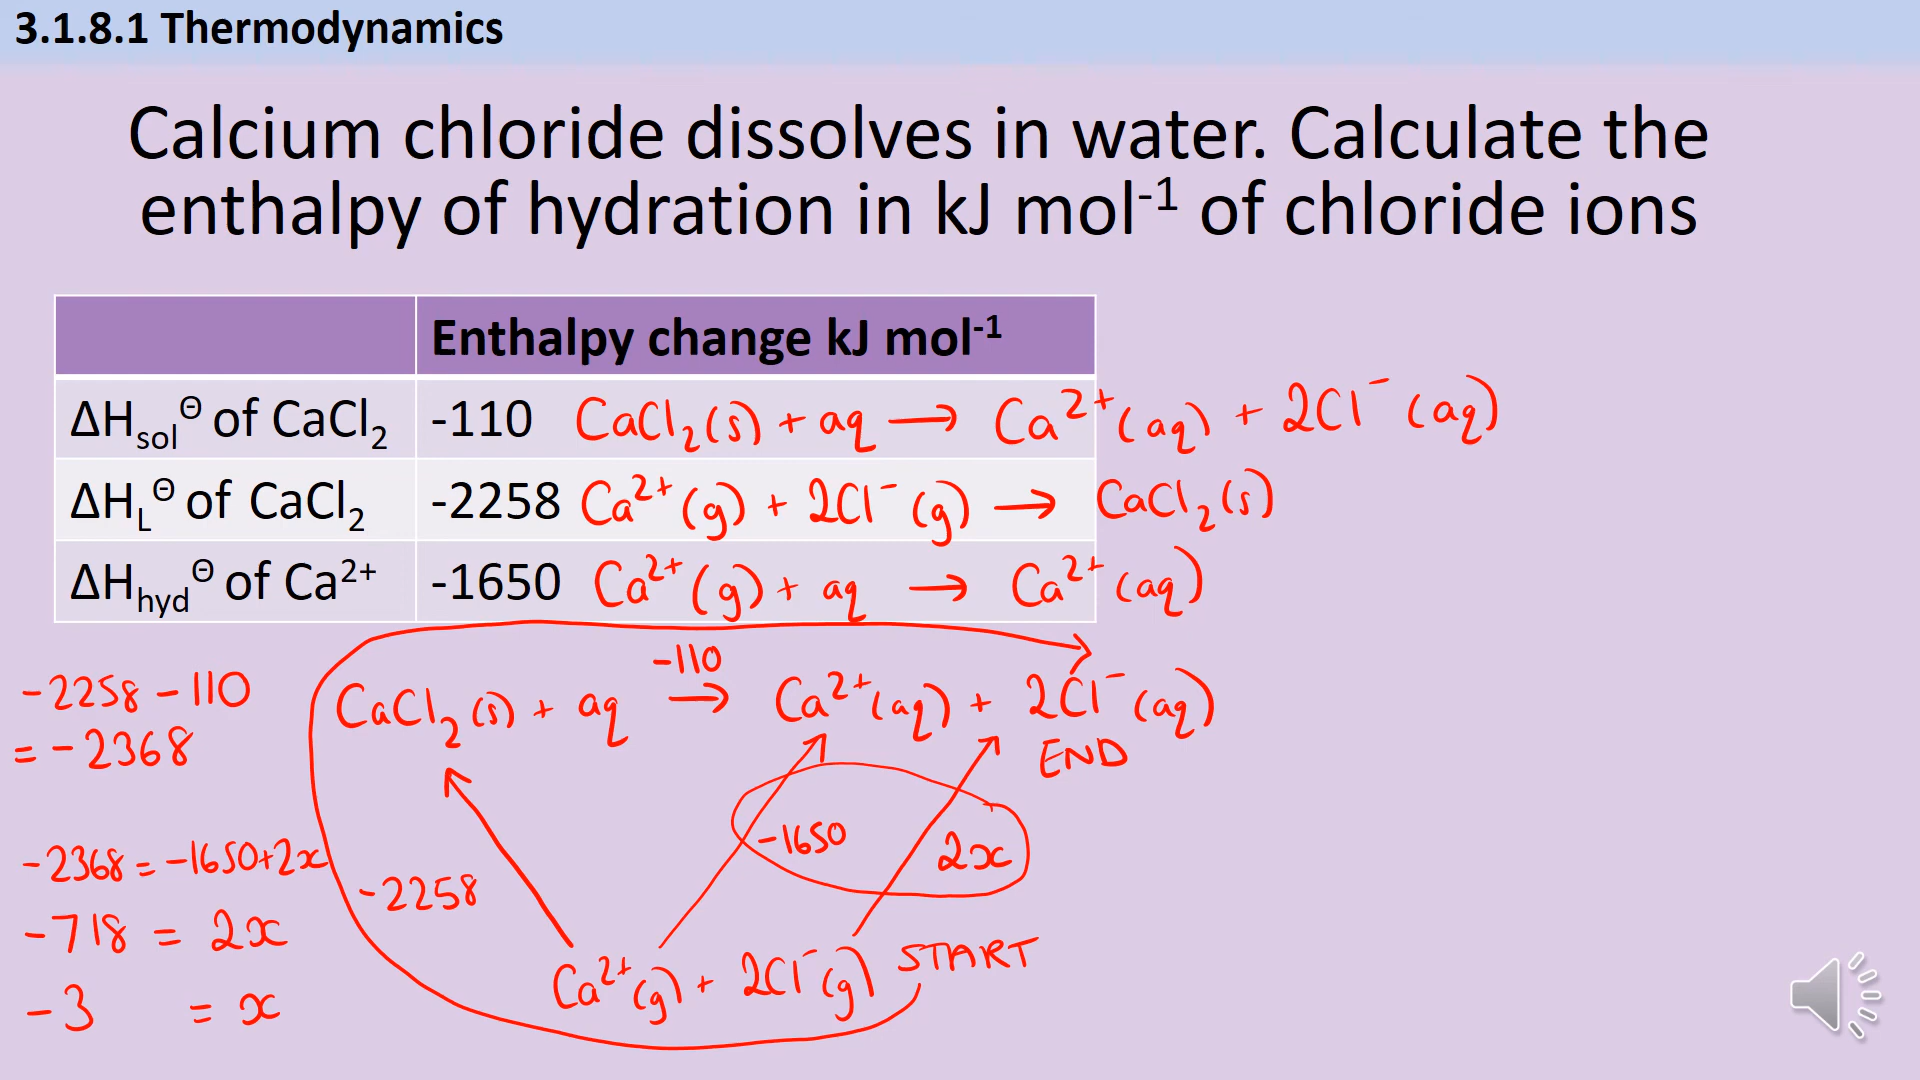 3.1.8.1 Thermodynamics
Calcium chloride dissolves in water. Calculate the
enthalpy of hydration in kJ mol⁻¹ of chloride ions
Enthalpy change kJ mol⁻¹
ΔH_sol^Θ of CaCl₂ -110 CaCl₂(s) + aq → Ca²⁺(aq) + 2Cl⁻(aq)
ΔH_L^Θ of CaCl₂ -2258 Ca²⁺(g) + 2Cl⁻(g) → CaCl₂(s)
ΔH_hyd^Θ of Ca²⁺ -1650 Ca²⁺(g) + aq → Ca²⁺(aq)
-110
CaCl₂(s) + aq → Ca²⁺(aq) + 2Cl⁻(aq)
END
-2258 -1650 2x
Ca²⁺(g) + 2Cl⁻(g) START
-2258 - 110
= -2368
-2368 = -1650+2x
-718 = 2x
-3 = x